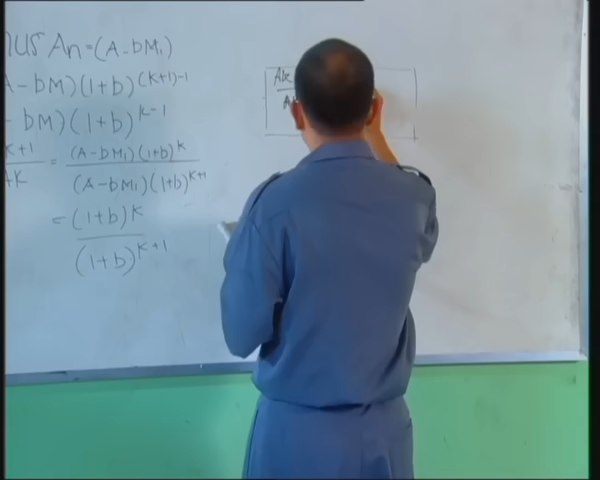 nus An = (A - bM₁)
A - bM)(1+b)^(k+1)-1
- bM)(1+b)^k-1
k+1/Ak = (A-bM₁)(1+b)^k/(A-bM₁)(1+b)^k+1
= (1+b)^k/(1+b)^k+1